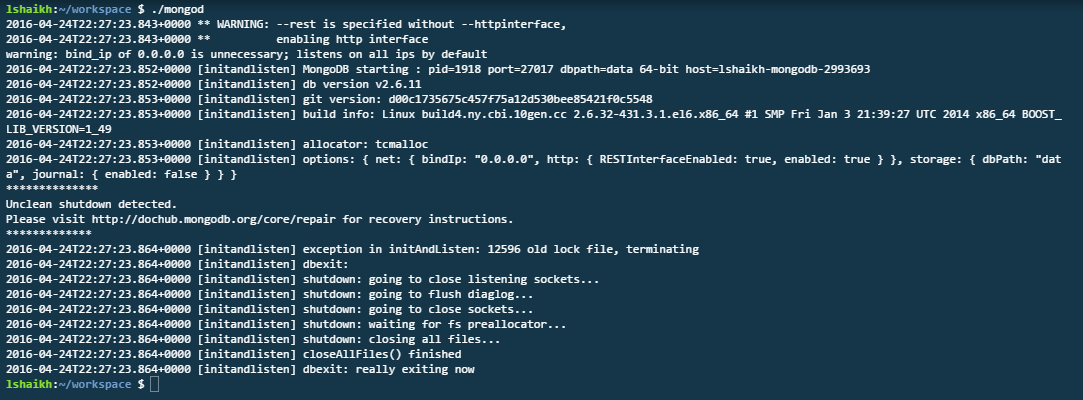 lshaikh:~/workspace $ ./mongod
2016-04-24T22:27:23.843+0000 ** WARNING: --rest is specified without --httpinterface,
2016-04-24T22:27:23.843+0000 **          enabling http interface
warning: bind_ip of 0.0.0.0 is unnecessary; listens on all ips by default
2016-04-24T22:27:23.852+0000 [initandlisten] MongoDB starting : pid=1918 port=27017 dbpath=data 64-bit host=lshaikh-mongodb-2993693
2016-04-24T22:27:23.852+0000 [initandlisten] db version v2.6.11
2016-04-24T22:27:23.853+0000 [initandlisten] git version: d00c1735675c457f75a12d530bee85421f0c5548
2016-04-24T22:27:23.853+0000 [initandlisten] build info: Linux build4.ny.cbi.10gen.cc 2.6.32-431.3.1.el6.x86_64 #1 SMP Fri Jan 3 21:39:27 UTC 2014 x86_64 BOOST_
LIB_VERSION=1_49
2016-04-24T22:27:23.853+0000 [initandlisten] allocator: tcmalloc
2016-04-24T22:27:23.853+0000 [initandlisten] options: { net: { bindIp: "0.0.0.0", http: { RESTInterfaceEnabled: true, enabled: true } }, storage: { dbPath: "dat
a", journal: { enabled: false } } }
**************
Unclean shutdown detected.
Please visit http://dochub.mongodb.org/core/repair for recovery instructions.
*************
2016-04-24T22:27:23.864+0000 [initandlisten] exception in initAndListen: 12596 old lock file, terminating
2016-04-24T22:27:23.864+0000 [initandlisten] dbexit:
2016-04-24T22:27:23.864+0000 [initandlisten] shutdown: going to close listening sockets...
2016-04-24T22:27:23.864+0000 [initandlisten] shutdown: going to flush diaglog...
2016-04-24T22:27:23.864+0000 [initandlisten] shutdown: going to close sockets...
2016-04-24T22:27:23.864+0000 [initandlisten] shutdown: waiting for fs preallocator...
2016-04-24T22:27:23.864+0000 [initandlisten] shutdown: closing all files...
2016-04-24T22:27:23.864+0000 [initandlisten] closeAllFiles() finished
2016-04-24T22:27:23.864+0000 [initandlisten] dbexit: really exiting now
lshaikh:~/workspace $